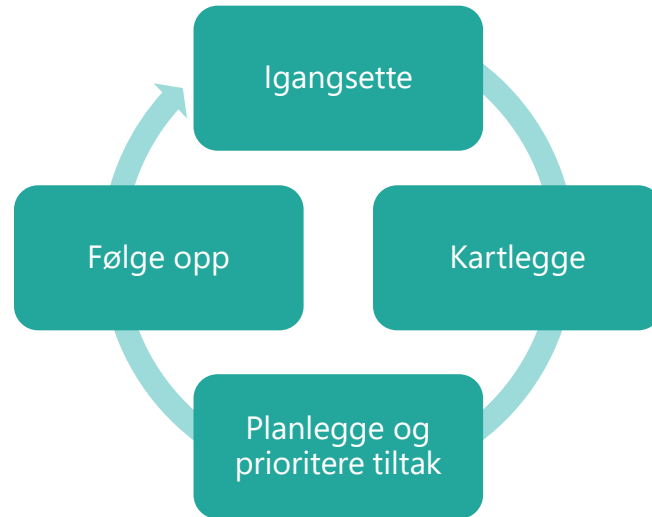 Igangsette
Kartlegge
Planlegge og
prioritere tiltak
Følge opp